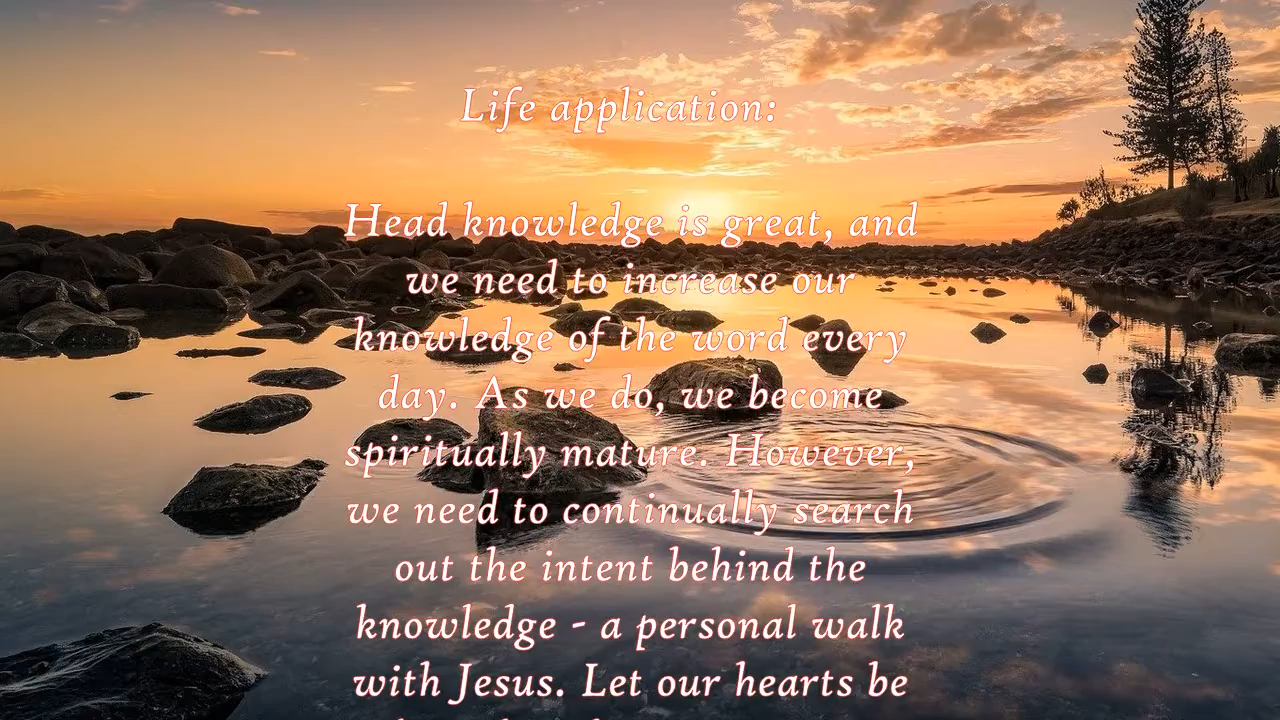 Life application:
Head knowledge is great, and
we need to increase our
knowledge of the word every
day. As we do, we become
spiritually mature. However,
we need to continually search
out the intent behind the
knowledge - a personal walk
with Jesus. Let our hearts be